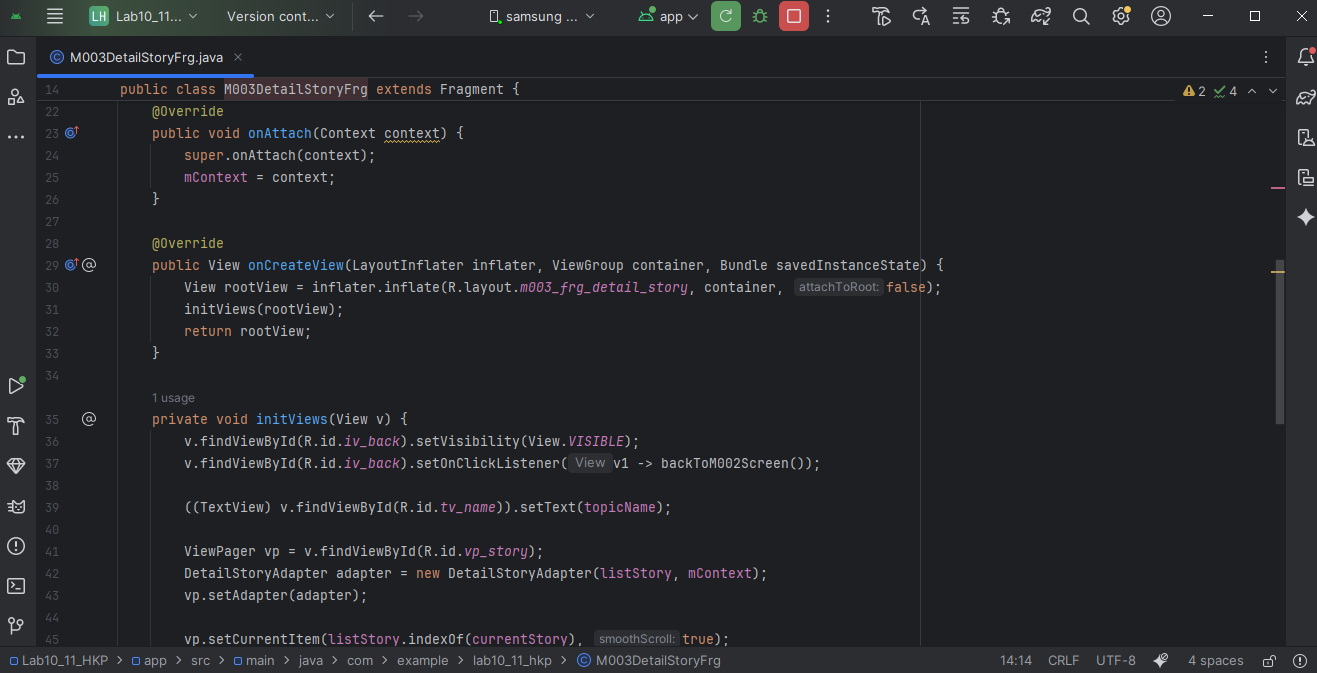 LH Lab10_11... Version cont... samsung ... app
M003DetailStoryFrg.java
14 public class M003DetailStoryFrg extends Fragment { 2 4
22 @Override
23 public void onAttach(Context context) {
24 super.onAttach(context);
25 mContext = context;
26 }
27
28 @Override
29 @ public View onCreateView(LayoutInflater inflater, ViewGroup container, Bundle savedInstanceState) {
30 View rootView = inflater.inflate(R.layout.m003_frg_detail_story, container, attachToRoot: false);
31 initViews(rootView);
32 return rootView;
33 }
34
1 usage
35 @ private void initViews(View v) {
36 v.findViewById(R.id.iv_back).setVisibility(View.VISIBLE);
37 v.findViewById(R.id.iv_back).setOnClickListener( View v1 -> backToM002Screen());
38
39 ((TextView) v.findViewById(R.id.tv_name)).setText(topicName);
40
41 ViewPager vp = v.findViewById(R.id.vp_story);
42 DetailStoryAdapter adapter = new DetailStoryAdapter(listStory, mContext);
43 vp.setAdapter(adapter);
44
45 vp.setCurrentItem(listStory.indexOf(currentStory), smoothScroll: true);
Lab10_11_HKP > app > src > main > java > com > example > lab10_11_hkp > M003DetailStoryFrg 14:14 CRLF UTF-8 4 spaces